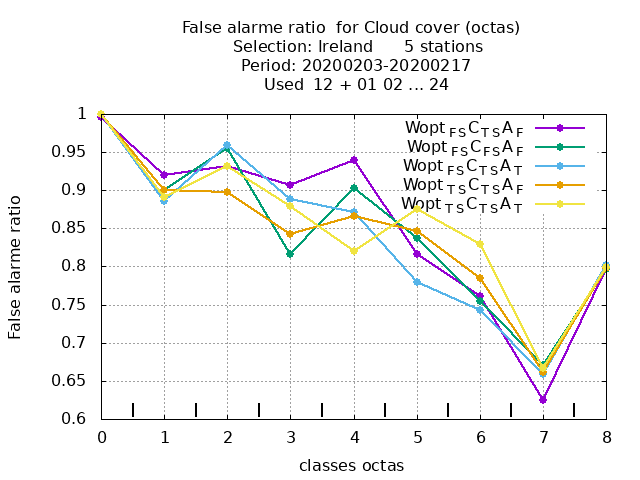 False alarme ratio  for Cloud cover (octas)
Selection: Ireland      5 stations
Period: 20200203-20200217
Used  12 + 01 02 ... 24
Wopt FS C TS A F
Wopt FS C FS A F
Wopt FS C TS A T
Wopt TS C TS A F
Wopt TS C TS A T
1
0.95
0.9
0.85
0.8
0.75
0.7
0.65
0.6
False alarme ratio
0 1 2 3 4 5 6 7 8
classes octas